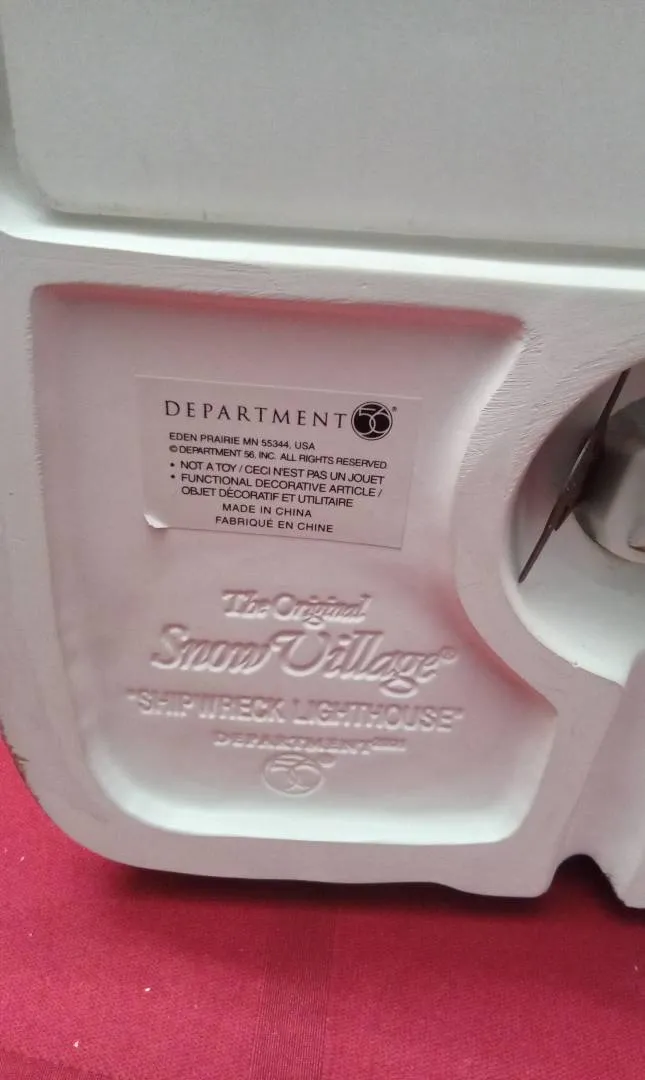 DEPARTMENT 56®
EDEN PRAIRIE MN 55344, USA
© DEPARTMENT 56, INC. ALL RIGHTS RESERVED.
• NOT A TOY / CECI N'EST PAS UN JOUET
• FUNCTIONAL DECORATIVE ARTICLE /
OBJET DÉCORATIF ET UTILITAIRE
MADE IN CHINA
FABRIQUÉ EN CHINE
The Original
Snow Village®
"SHIPWRECK LIGHTHOUSE"
DEPARTMENT
56